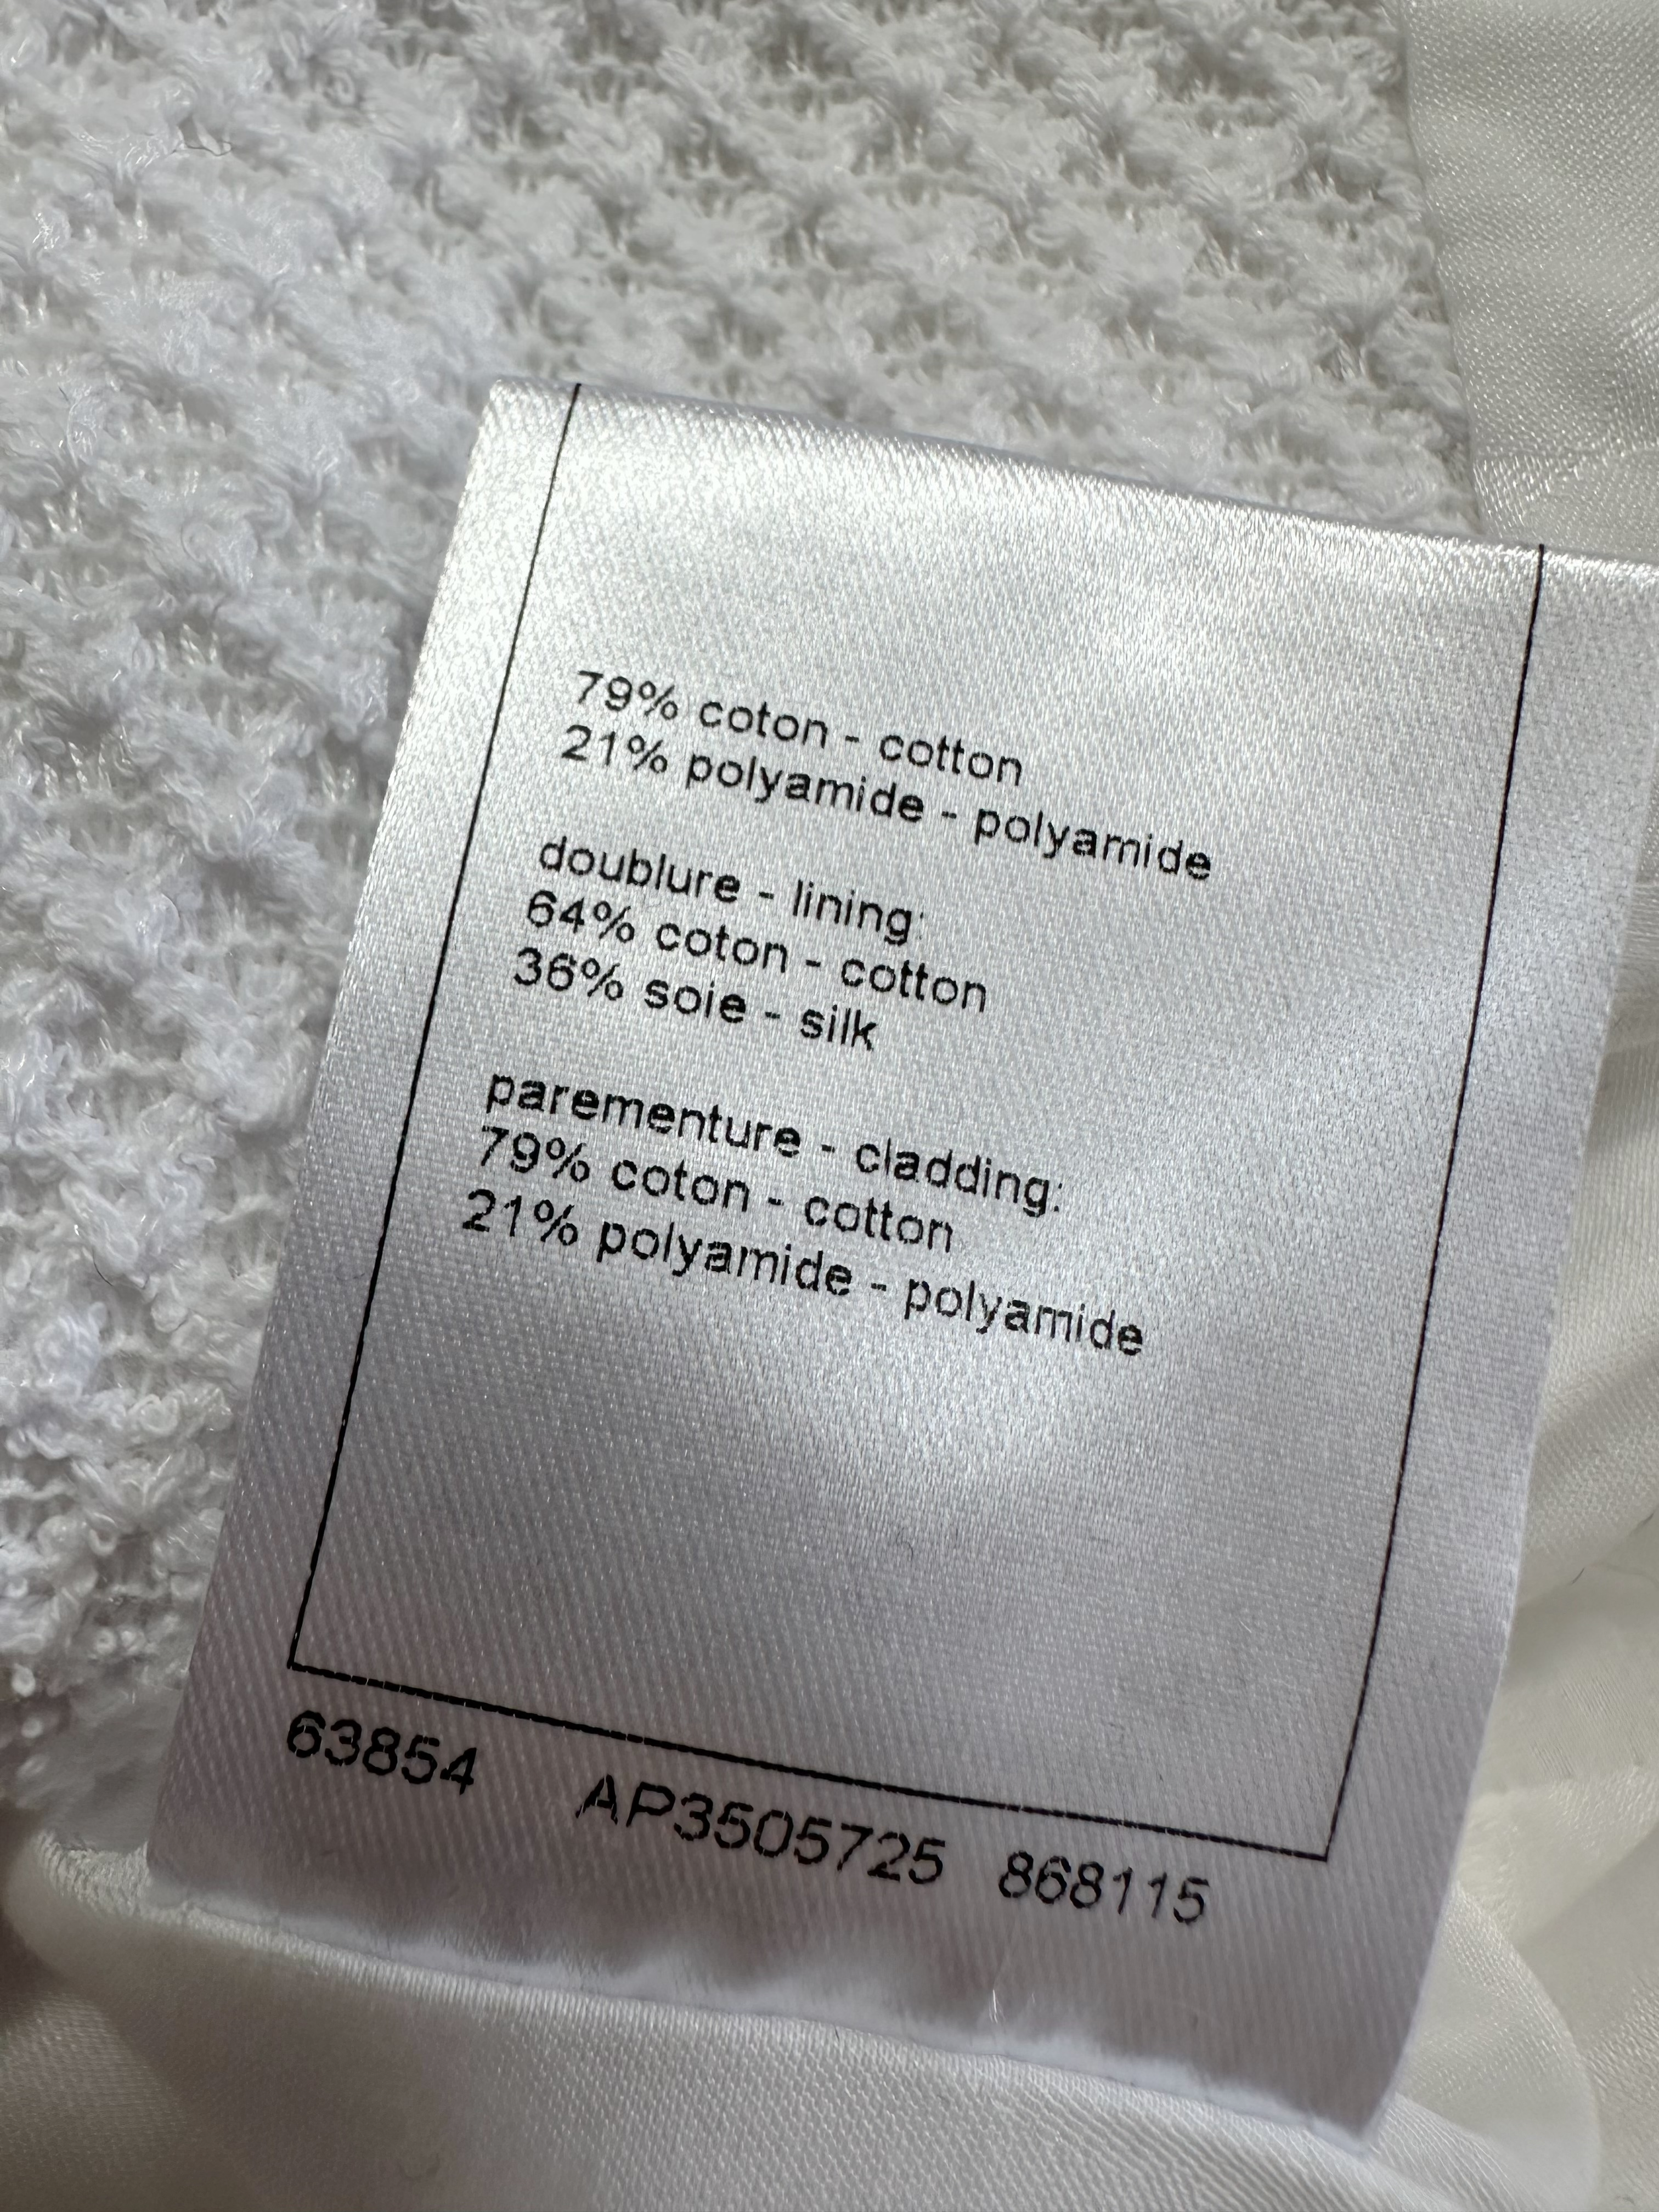 79% coton - cotton
21% polyamide - polyamide
doublure - lining:
64% coton - cotton
36% soie - silk
parementure - cladding:
79% coton - cotton
21% polyamide - polyamide
63854 AP3505725 868115